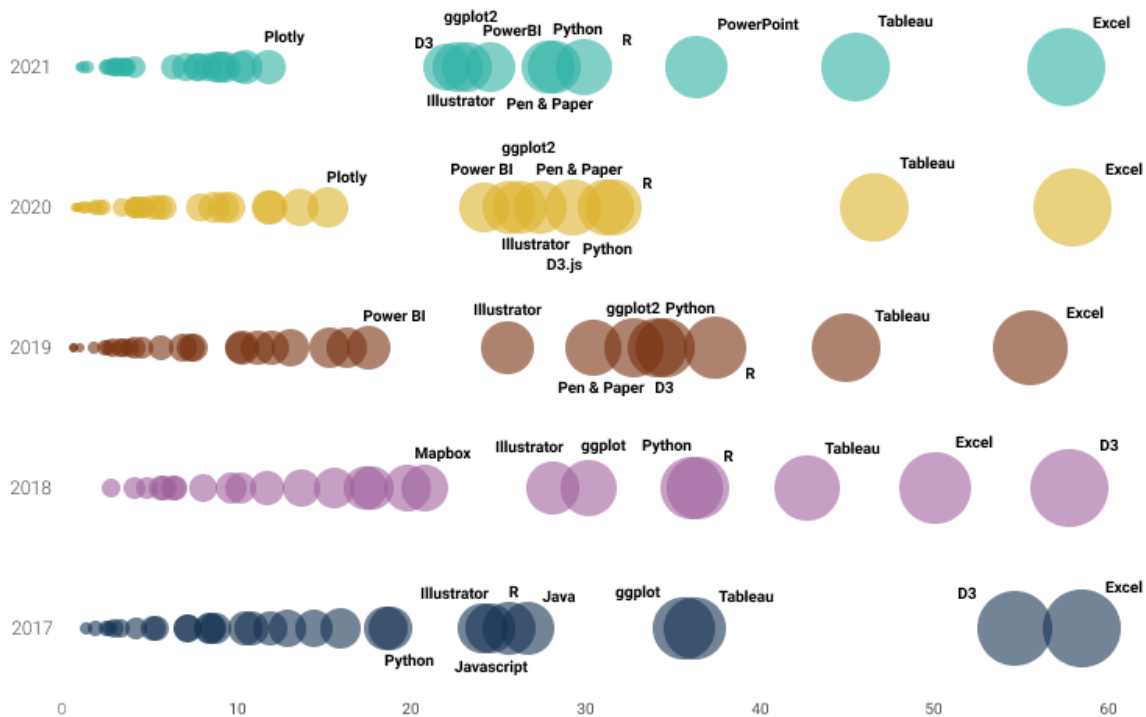 ggplot2
Tableau
Excel
PowerBI
Python
PowerPoint
Plotly
D3
R
2021
Illustrator
Pen & Paper
ggplot2
Tableau
Excel
Power BI
Pen & Paper
Plotly
R
2020
Illustrator
Python
D3.js
Illustrator
ggplot2
Python
Power BI
Tableau
Excel
2019
Pen & Paper
D3
R
Illustrator
ggplot
Python
Excel
D3
Mapbox
R
Tableau
2018
Illustrator
R
Java
ggplot
Tableau
D3
Excel
2017
Python
Javascript
0
10
20
30
40
50
60